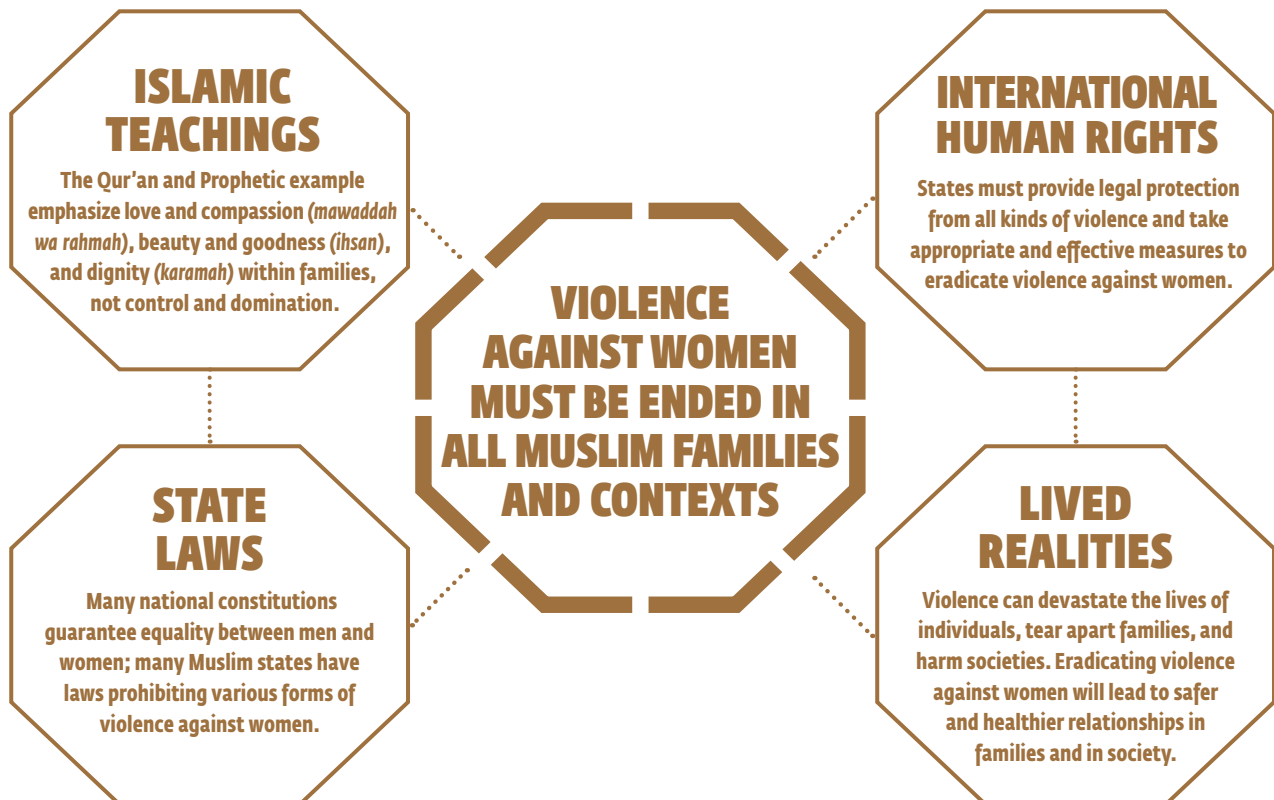 ISLAMIC
TEACHINGS
The Qur’an and Prophetic example
emphasize love and compassion (mawaddah
wa rahmah), beauty and goodness (ihsan),
and dignity (karamah) within families,
not control and domination.
INTERNATIONAL
HUMAN RIGHTS
States must provide legal protection
from all kinds of violence and take
appropriate and effective measures to
eradicate violence against women.
VIOLENCE
AGAINST WOMEN
MUST BE ENDED IN
ALL MUSLIM FAMILIES
AND CONTEXTS
STATE
LAWS
Many national constitutions
guarantee equality between men and
women; many Muslim states have
laws prohibiting various forms of
violence against women.
LIVED
REALITIES
Violence can devastate the lives of
individuals, tear apart families, and
harm societies. Eradicating violence
against women will lead to safer
and healthier relationships in
families and in society.